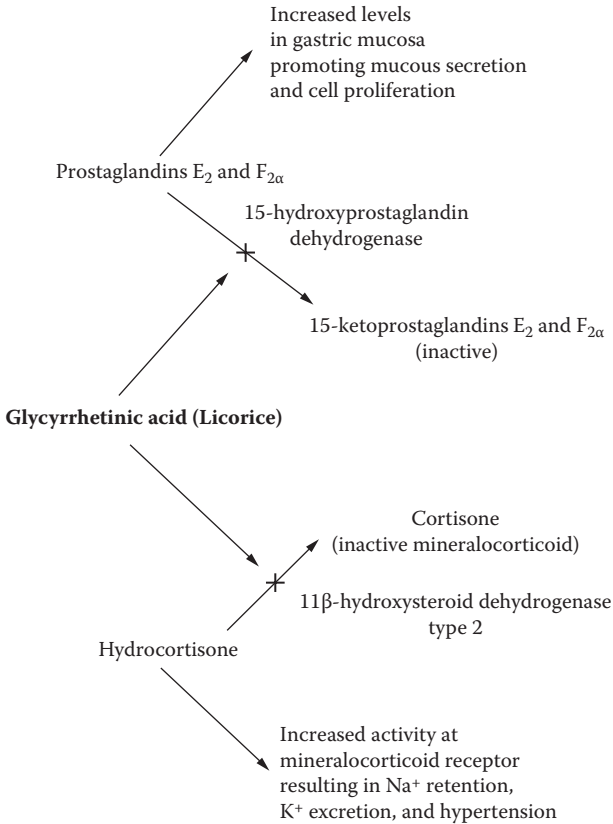 Increased levels
in gastric mucosa
promoting mucous secretion
and cell proliferation
Prostaglandins E₂ and F₂α
15-hydroxyprostaglandin
dehydrogenase
15-ketoprostaglandins E₂ and F₂α
(inactive)
Glycyrrhetinic acid (Licorice)
Cortisone
(inactive mineralocorticoid)
11β-hydroxysteroid dehydrogenase
type 2
Hydrocortisone
Increased activity at
mineralocorticoid receptor
resulting in Na⁺ retention,
K⁺ excretion, and hypertension